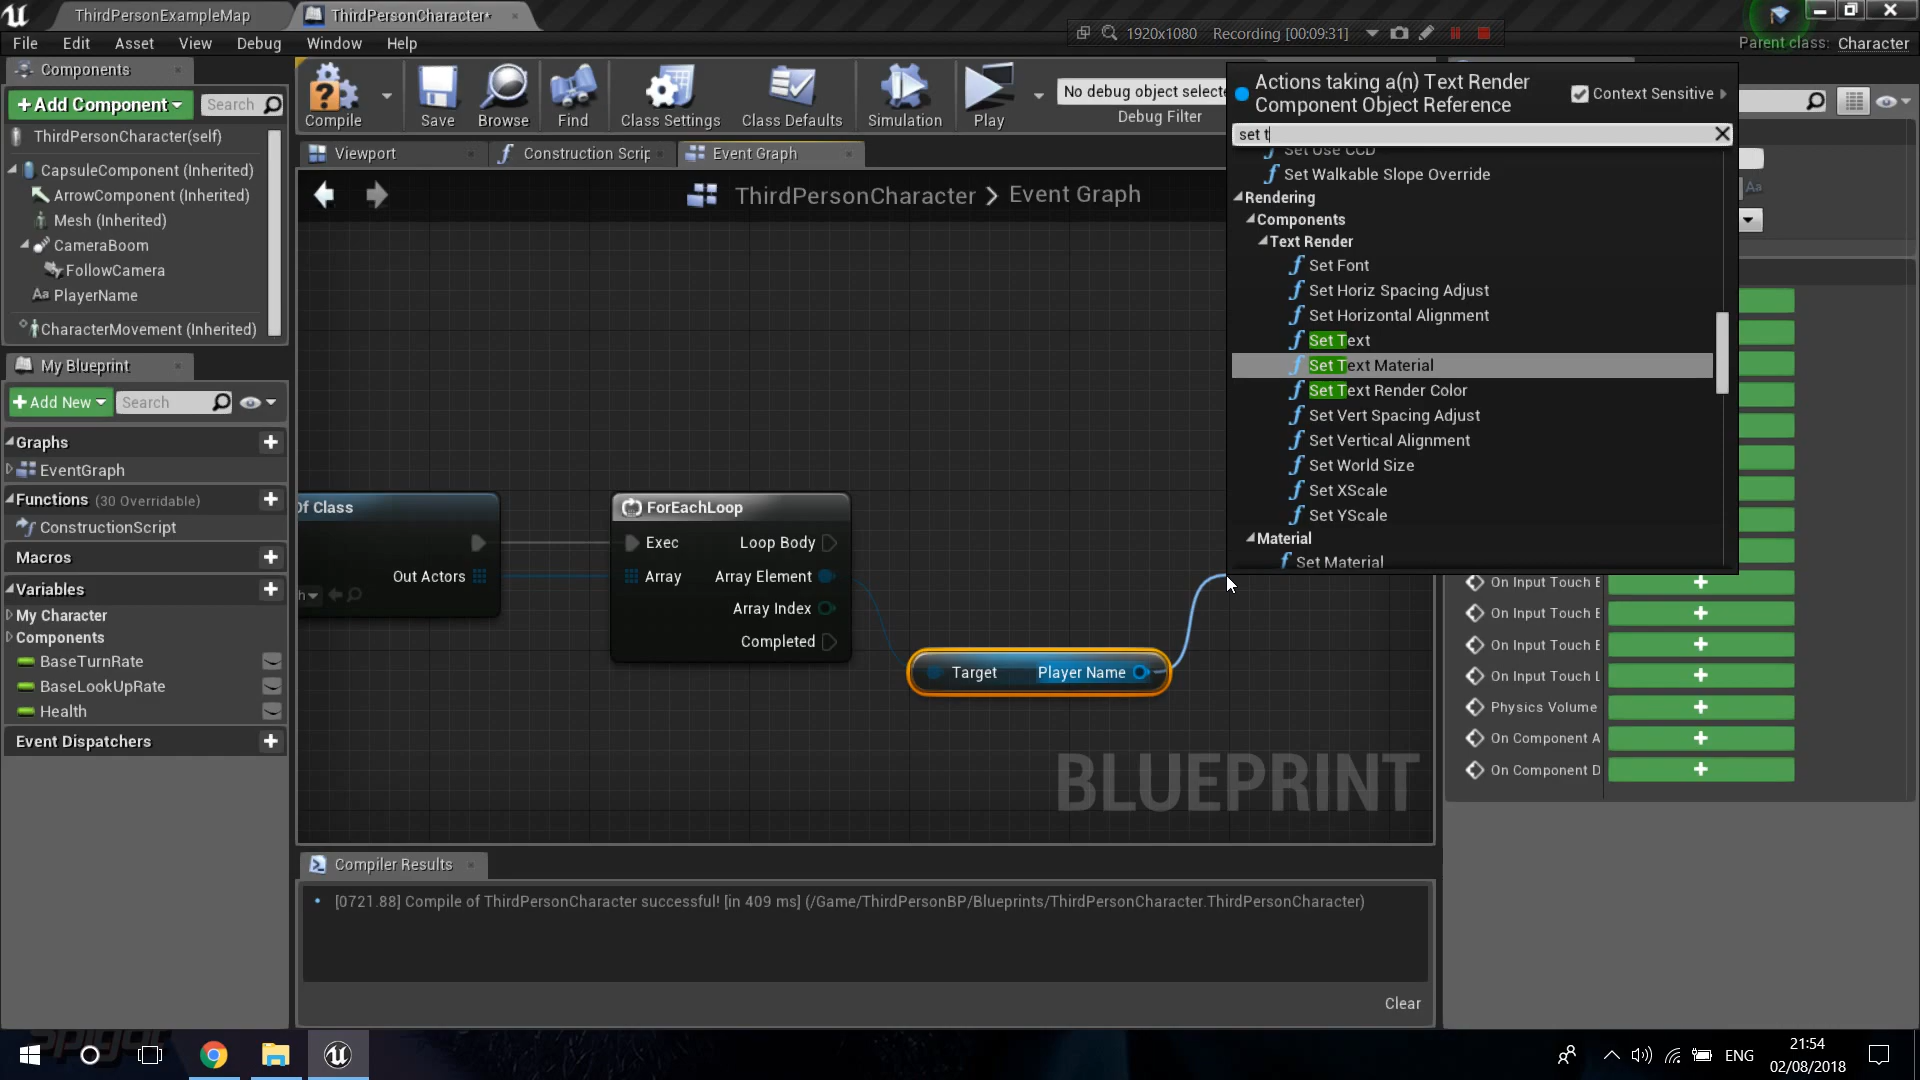 ThirdPersonExampleMap
ThirdPersonCharacter*
1920x1080 Recording [00:09:31]
File Edit Asset View Debug Window Help
Parent class: Character
Components
+Add Component
Search
ThirdPersonCharacter(self)
CapsuleComponent (Inherited)
ArrowComponent (Inherited)
Mesh (Inherited)
CameraBoom
FollowCamera
Aa PlayerName
CharacterMovement (Inherited)
Compile
Save
Browse
Find
Class Settings
Class Defaults
Simulation
Play
No debug object selecte
Debug Filter
Viewport
Construction Scrip
Event Graph
ThirdPersonCharacter > Event Graph
My Blueprint
+Add New
Search
Graphs
EventGraph
Functions (30 Overridable)
ConstructionScript
Macros
Variables
My Character
Components
BaseTurnRate
BaseLookUpRate
Health
Event Dispatchers
Of Class
Out Actors
ForEachLoop
Exec Loop Body
Array Array Element
Array Index
Completed
Target Player Name
BLUEPRINT
Actions taking a(n) Text Render
Component Object Reference
Context Sensitive
set t
Set Use CCD
Set Walkable Slope Override
Rendering
Components
Text Render
Set Font
Set Horiz Spacing Adjust
Set Horizontal Alignment
Set Text
Set Text Material
Set Text Render Color
Set Vert Spacing Adjust
Set Vertical Alignment
Set World Size
Set XScale
Set YScale
Material
Set Material
Aa
On Input Touch E
On Input Touch E
On Input Touch E
On Input Touch L
Physics Volume
On Component A
On Component D
Compiler Results
[0721.88] Compile of ThirdPersonCharacter successful! [in 409 ms] (/Game/ThirdPersonBP/Blueprints/ThirdPersonCharacter.ThirdPersonCharacter)
Clear
ENG
21:54
02/08/2018